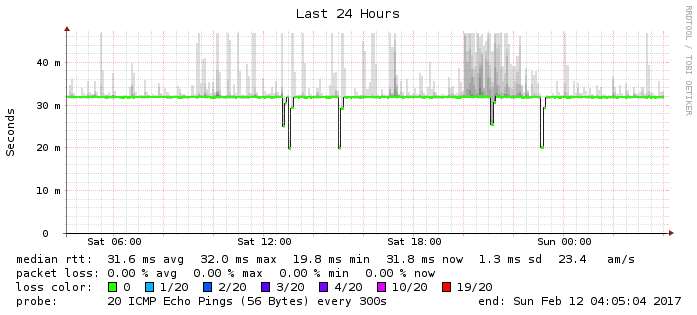 Last 24 Hours
RRDTOOL / TOBI OETIKER
Seconds
40 m
30 m
20 m
10 m
0
Sat 06:00 Sat 12:00 Sat 18:00 Sun 00:00
median rtt: 31.6 ms avg 32.0 ms max 19.8 ms min 31.8 ms now 1.3 ms sd 23.4 am/s
packet loss: 0.00 % avg 0.00 % max 0.00 % min 0.00 % now
loss color: 0 1/20 2/20 3/20 4/20 10/20 19/20
probe: 20 ICMP Echo Pings (56 Bytes) every 300s end: Sun Feb 12 04:05:04 2017